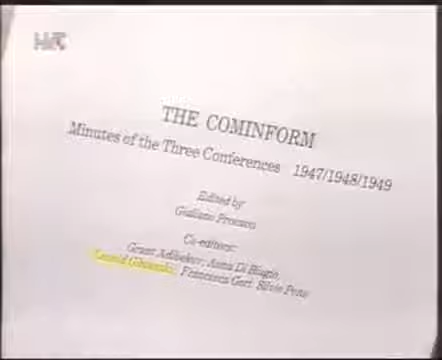 HRT
THE COMINFORM
Minutes of the Three Conferences 1947/1948/1949
Edited by
Giuliano Procacci
Co-editors:
Grant Adibekov, Anna Di Biagio,
Leonid Gibianskii, Francesca Gori, Silvio Pons